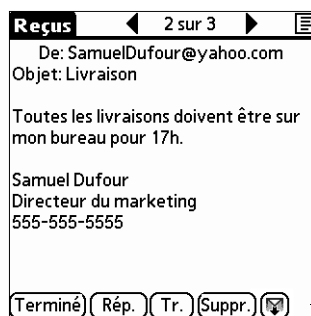 Reçus 2 sur 3
De: SamuelDufour@yahoo.com
Objet: Livraison
Toutes les livraisons doivent être sur
mon bureau pour 17h.
Samuel Dufour
Directeur du marketing
555-555-5555
Terminé Rép. Tr. Suppr.